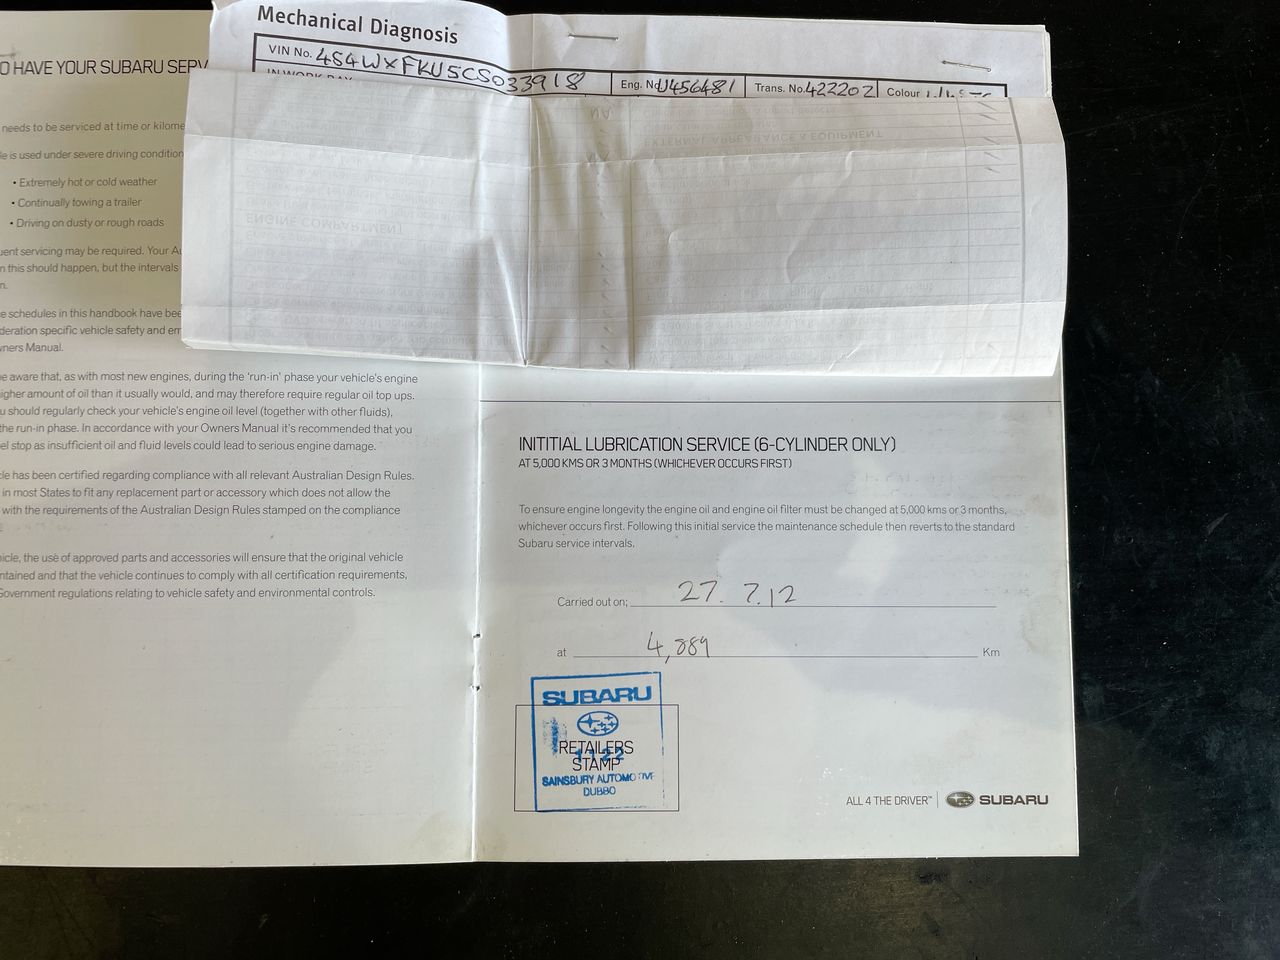 Mechanical Diagnosis
VIN No. 4S4WXFKU5CS033918
Eng. No U456481
Trans. No. 422202
Colour
O HAVE YOUR SUBARU SERV
needs to be serviced at time or kilome
le is used under severe driving condition
• Extremely hot or cold weather
• Continually towing a trailer
• Driving on dusty or rough roads
uent servicing may be required. Your Au
n this should happen, but the intervals
n.
e schedules in this handbook have bee
deration specific vehicle safety and em
wners Manual.
e aware that, as with most new engines, during the 'run-in' phase your vehicle's engine
igher amount of oil than it usually would, and may therefore require regular oil top ups.
u should regularly check your vehicle's engine oil level (together with other fluids),
the run-in phase. In accordance with your Owners Manual it's recommended that you
el stop as insufficient oil and fluid levels could lead to serious engine damage.
cle has been certified regarding compliance with all relevant Australian Design Rules.
in most States to fit any replacement part or accessory which does not allow the
with the requirements of the Australian Design Rules stamped on the compliance
hicle, the use of approved parts and accessories will ensure that the original vehicle
ntained and that the vehicle continues to comply with all certification requirements,
Government regulations relating to vehicle safety and environmental controls.
INITITIAL LUBRICATION SERVICE (6-CYLINDER ONLY)
AT 5,000 KMS OR 3 MONTHS (WHICHEVER OCCURS FIRST)
To ensure engine longevity the engine oil and engine oil filter must be changed at 5,000 kms or 3 months,
whichever occurs first. Following this initial service the maintenance schedule then reverts to the standard
Subaru service intervals.
Carried out on; 27. 7.12
at 4,889 Km
SUBARU
RETAILERS
1122
STAMP
SAINSBURY AUTOMOTIVE
DUBBO
ALL 4 THE DRIVER™ SUBARU